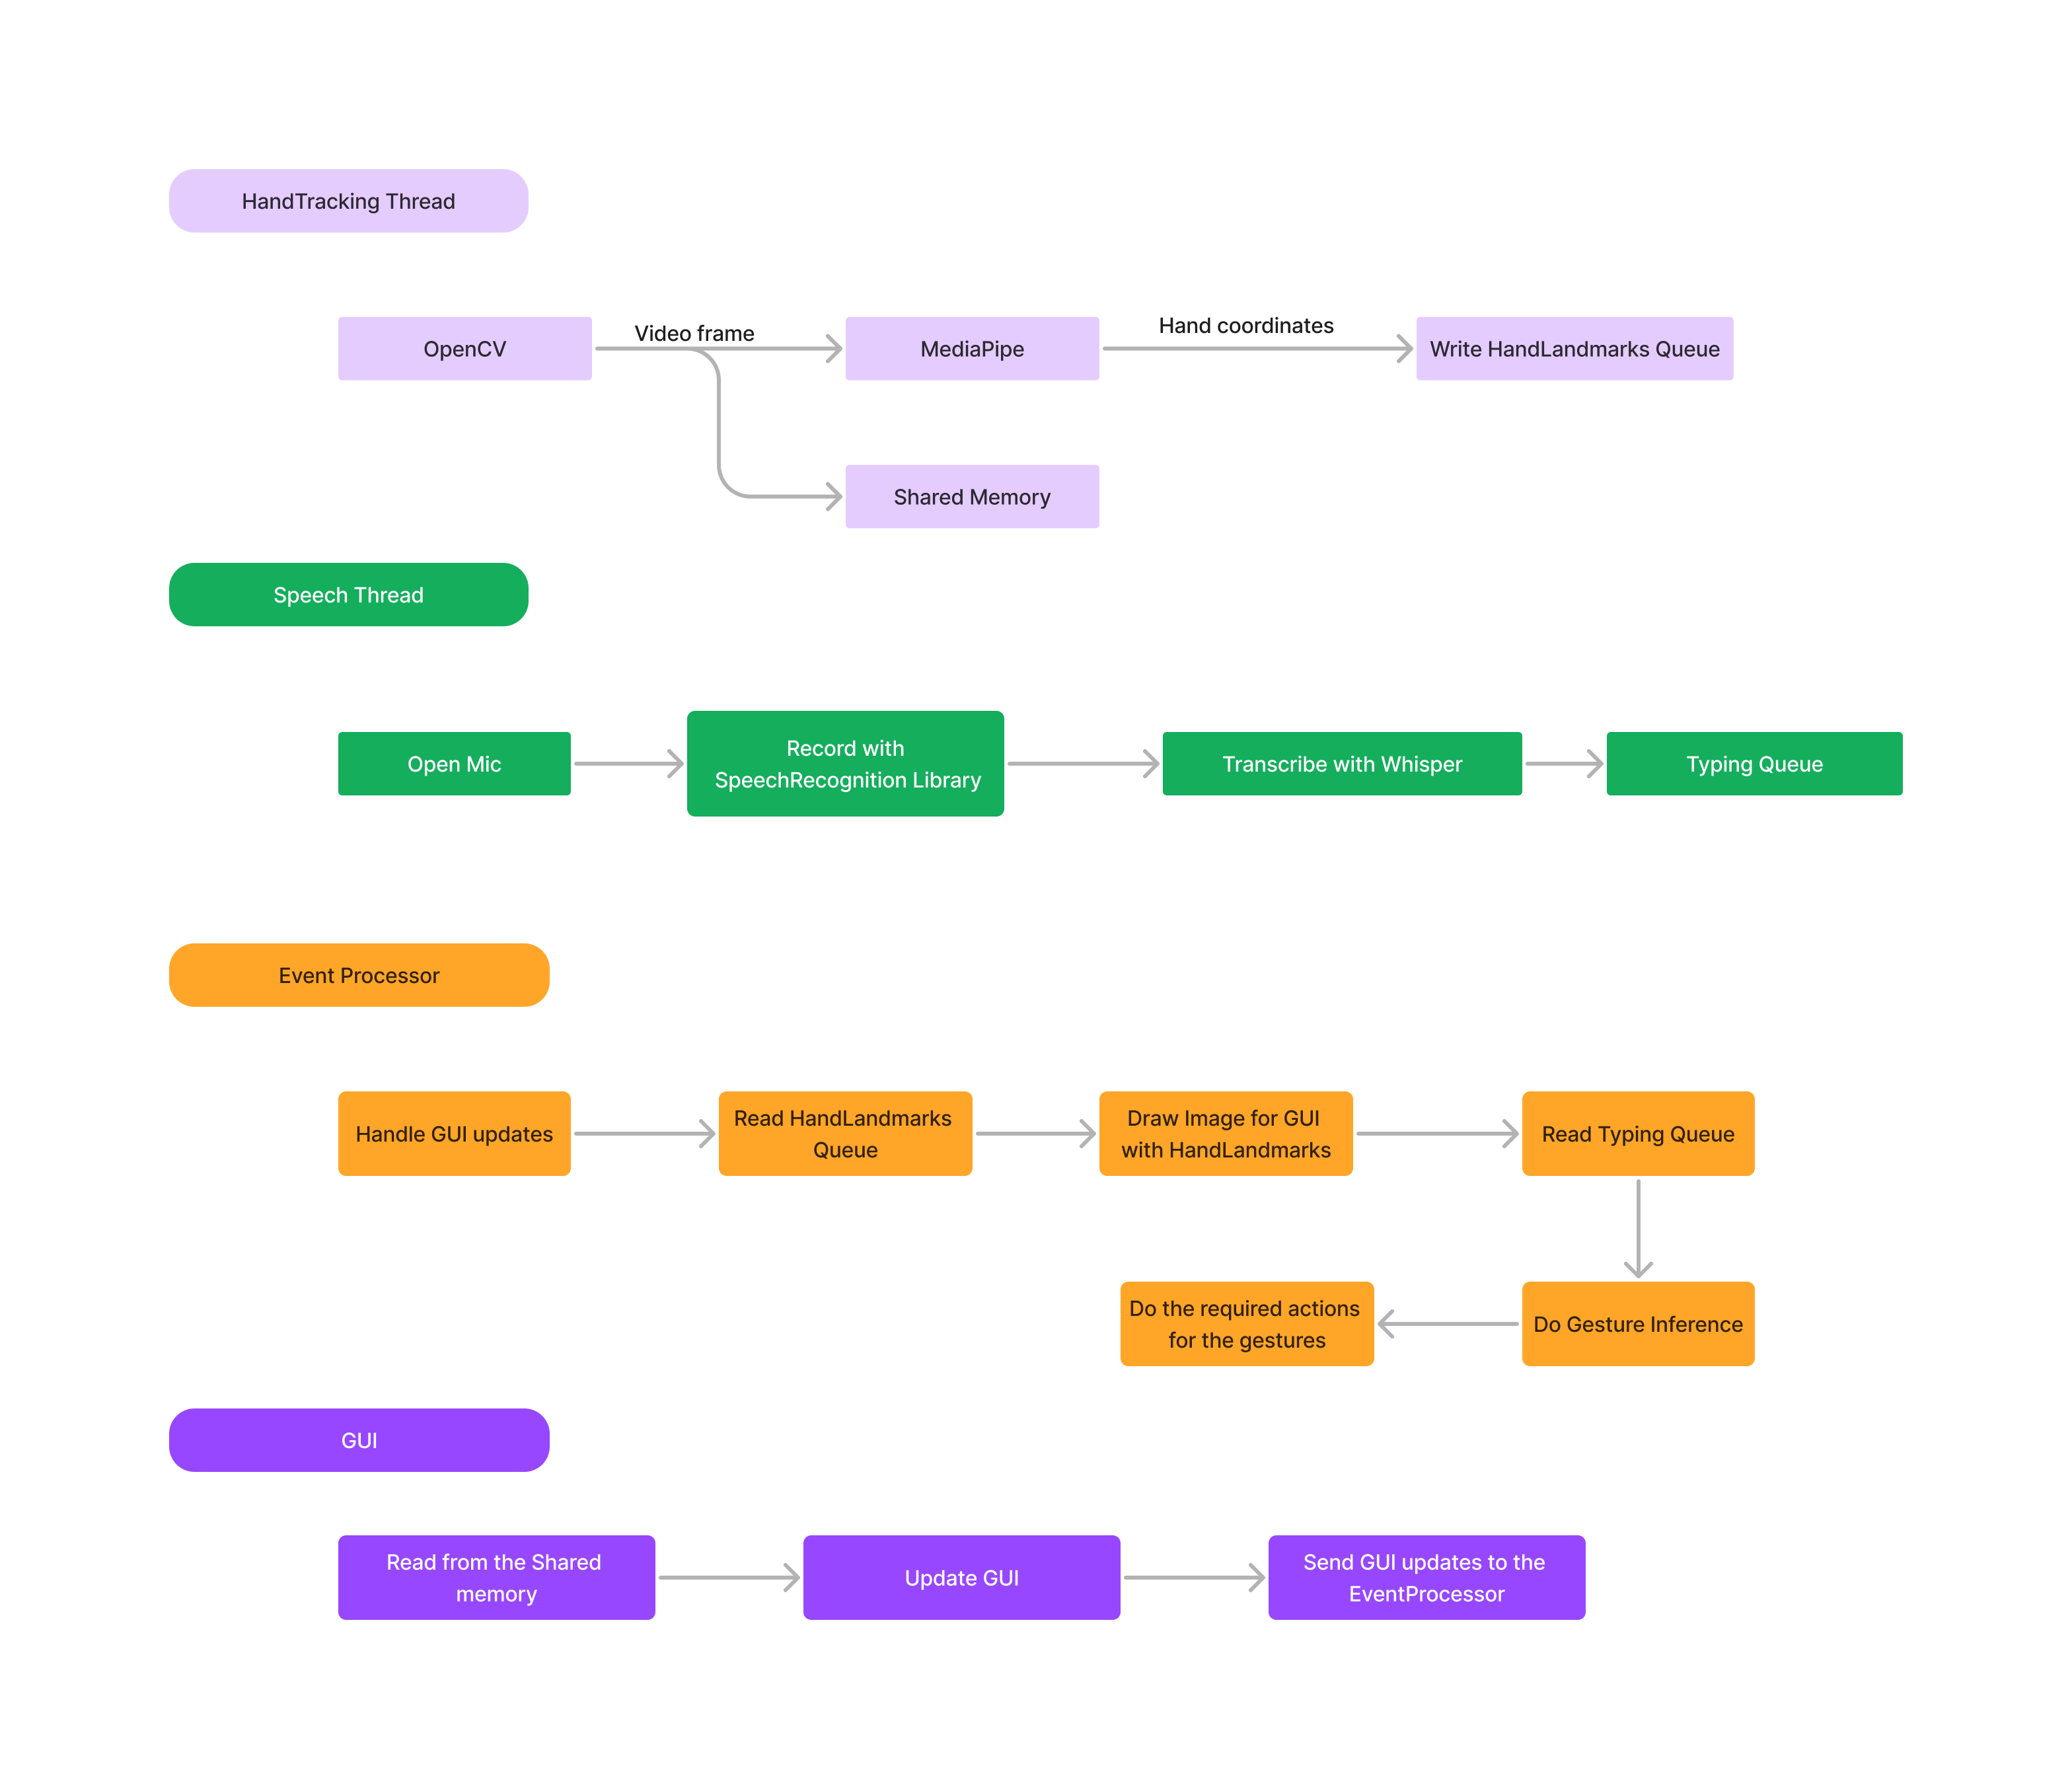 HandTracking Thread
OpenCV
Video frame
MediaPipe
Hand coordinates
Write HandLandmarks Queue
Shared Memory
Speech Thread
Open Mic
Record with
SpeechRecognition Library
Transcribe with Whisper
Typing Queue
Event Processor
Handle GUI updates
Read HandLandmarks
Queue
Draw Image for GUI
with HandLandmarks
Read Typing Queue
Do Gesture Inference
Do the required actions
for the gestures
GUI
Read from the Shared
memory
Update GUI
Send GUI updates to the
EventProcessor